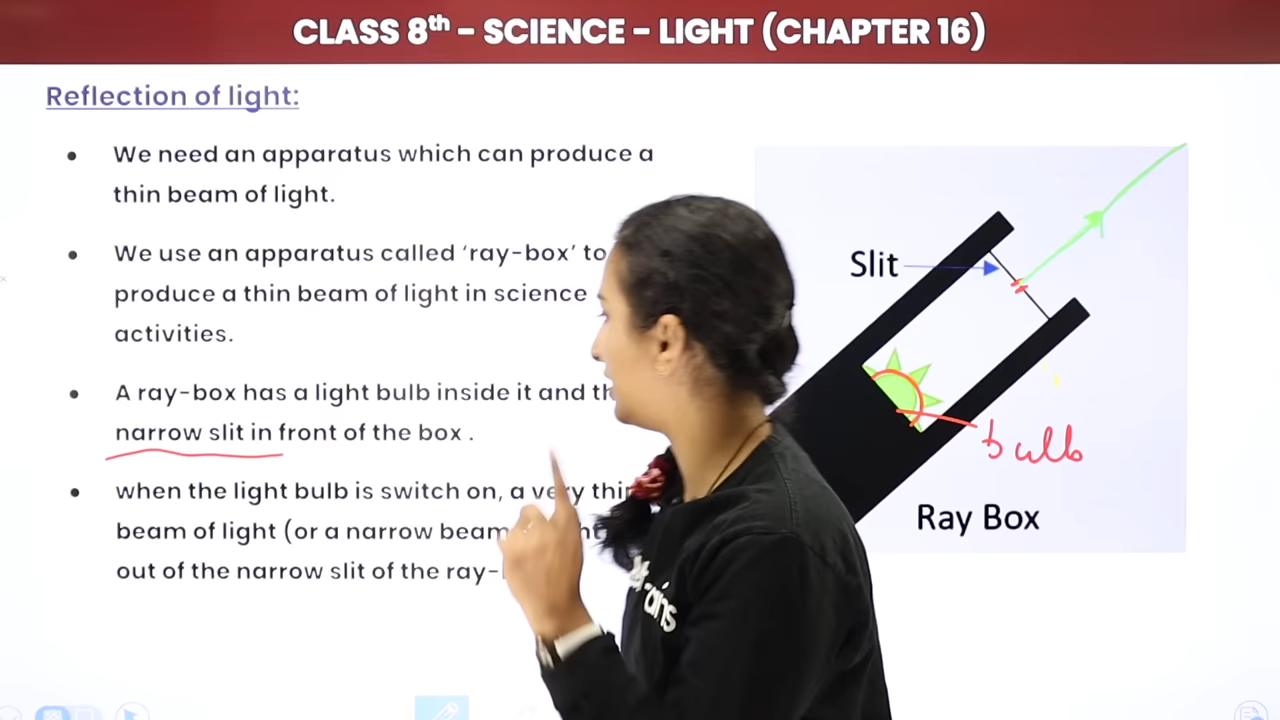 CLASS 8th – SCIENCE – LIGHT (CHAPTER 16)
Reflection of light:
• We need an apparatus which can produce a
thin beam of light.
• We use an apparatus called ‘ray-box’ to
produce a thin beam of light in science
activities.
• A ray-box has a light bulb inside it and
narrow slit in front of the box .
• when the light bulb is switch on, a very
beam of light (or a narrow beam
out of the narrow slit of the
Slit
bulb
Ray Box